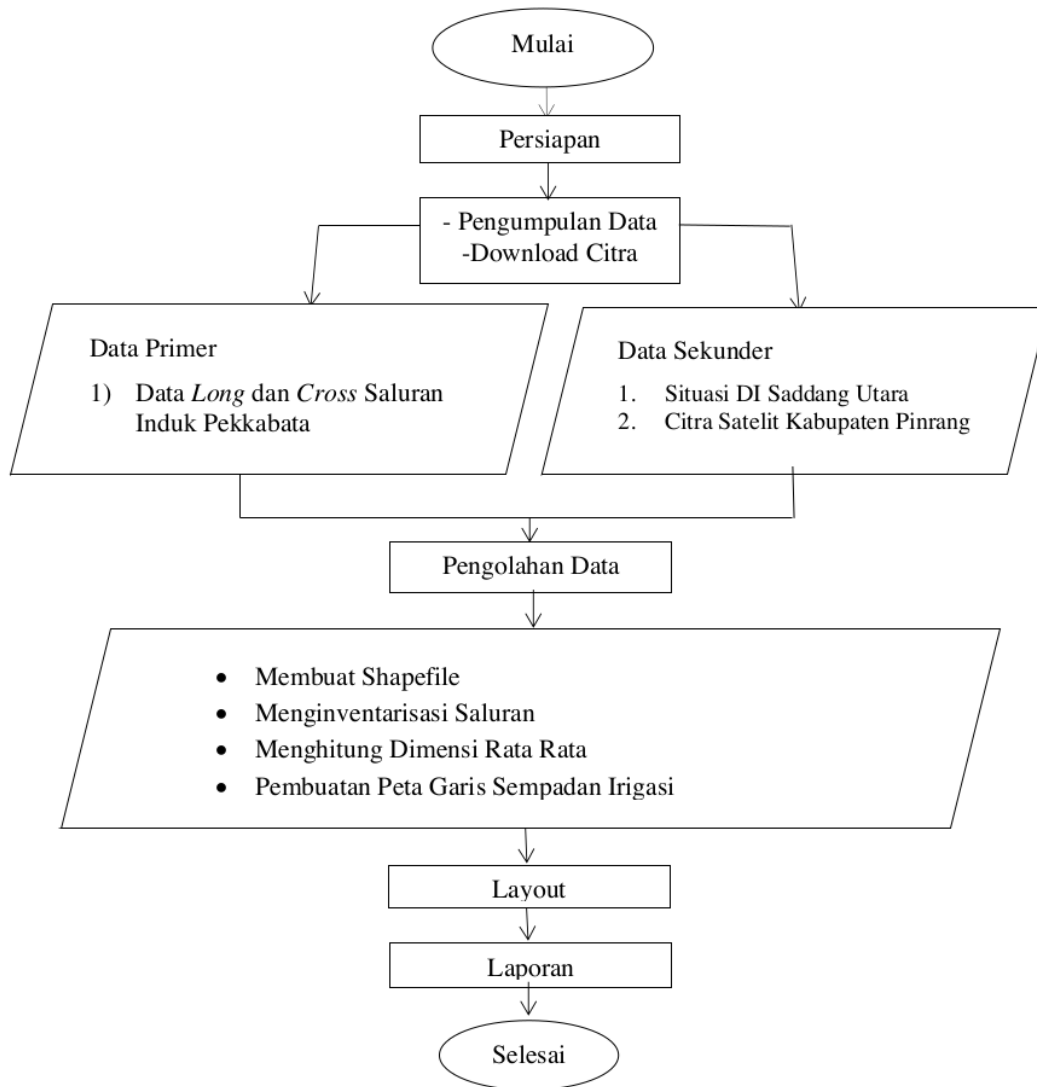 Mulai
Persiapan
- Pengumpulan Data
-Download Citra
Data Primer
1) Data Long dan Cross Saluran
Induk Pekkabata
Data Sekunder
1. Situasi DI Saddang Utara
2. Citra Satelit Kabupaten Pinrang
Pengolahan Data
• Membuat Shapefile
• Menginventarisasi Saluran
• Menghitung Dimensi Rata Rata
• Pembuatan Peta Garis Sempadan Irigasi
Layout
Laporan
Selesai